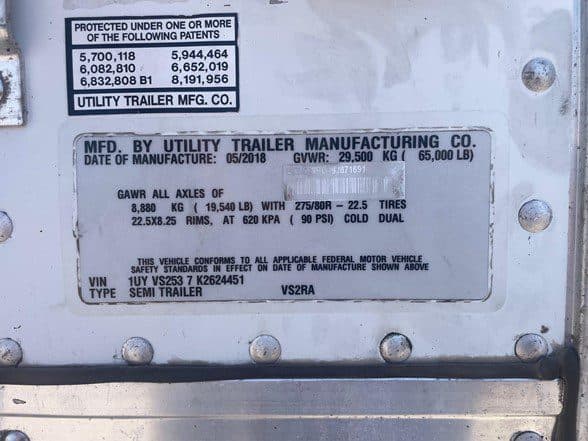 PROTECTED UNDER ONE OR MORE
OF THE FOLLOWING PATENTS
5,700,118 5,944,464
6,082,810 6,652,019
6,832,808 B1 8,191,956
UTILITY TRAILER MFG. CO.
MFD. BY UTILITY TRAILER MANUFACTURING CO.
DATE OF MANUFACTURE: 05/2018 GVWR: 29,500 KG ( 65,000 LB)
GAWR ALL AXLES OF
8,880 KG ( 19,540 LB) WITH 275/80R - 22.5 TIRES
22.5X8.25 RIMS, AT 620 KPA ( 90 PSI) COLD DUAL
THIS VEHICLE CONFORMS TO ALL APPLICABLE FEDERAL MOTOR VEHICLE
SAFETY STANDARDS IN EFFECT ON DATE OF MANUFACTURE SHOWN ABOVE
VIN 1UY VS253 7 K2624451
TYPE SEMI TRAILER VS2RA